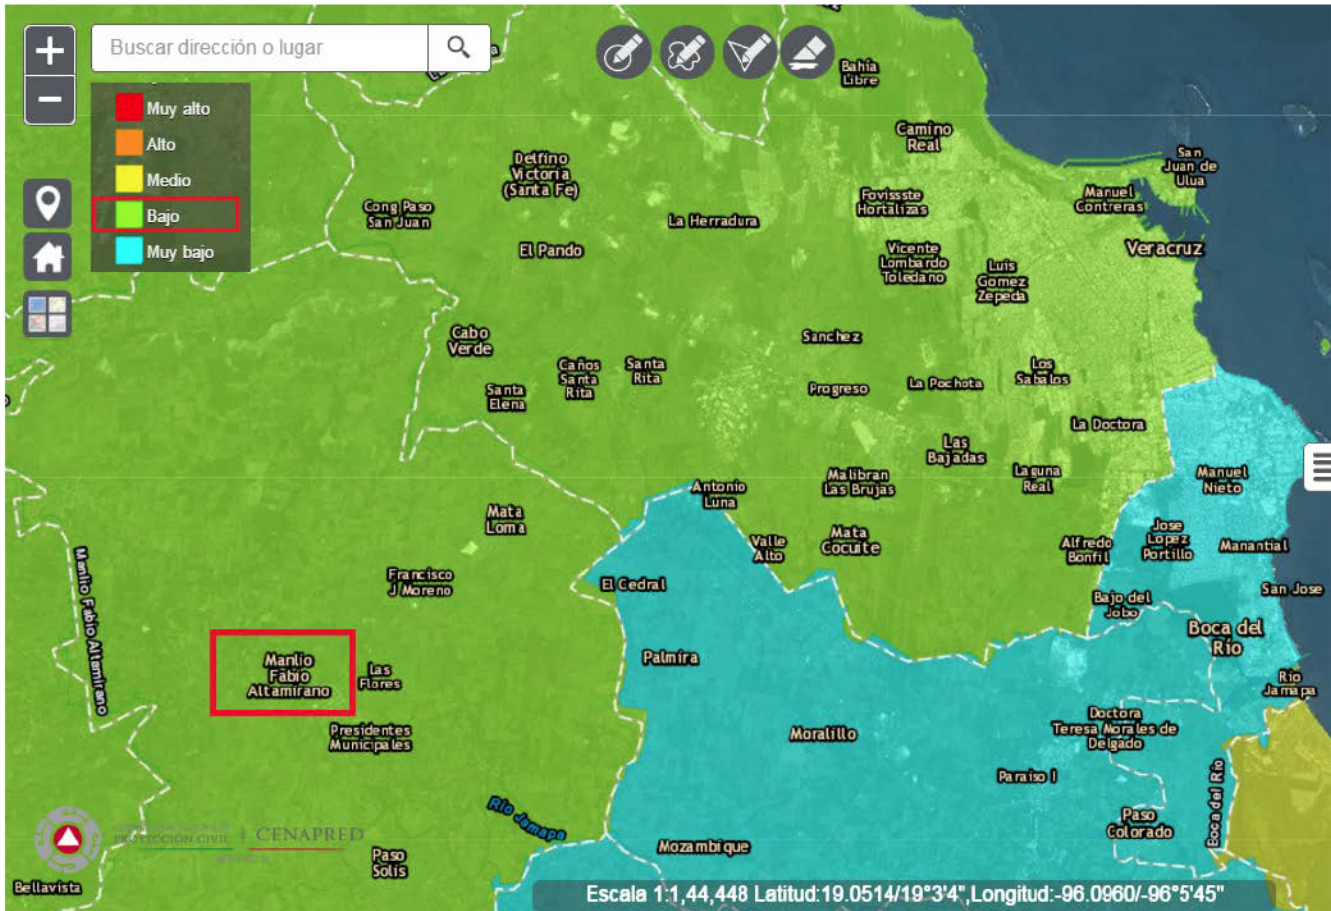 Buscar dirección o lugar
Muy alto
Alto
Medio
Bajo
Muy bajo
Bahía
Libre
Camino
Real
San
Juan de
Ulua
Delfino
Victoria
(Santa Fe)
Manuel
Contreras
Fovissste
Hortalizas
Cong Paso
San Juan
La Herradura
El Pando
Vicente
Lombardo
Toledano
Veracruz
Luis
Gomez
Zepeda
Cabo
Verde
Sanchez
Caños
Santa
Rita
Santa
Rita
Los
Sabalos
Santa
Elena
Progreso
La Pochota
La Doctora
Las
Bajadas
Malibran
Las Brujas
Laguna
Real
Manuel
Nieto
Antonio
Luna
Mata
Loma
Valle
Alto
Mata
Cocuite
Alfredo
Bonfil
Jose
Lopez
Portillo
Manantial
Manlio Fabio Altamirano
Francisco
J Moreno
El Cedral
Bajo del
Jobo
San Jose
Boca del
Río
Manlio
Fabio
Altamirano
Las
Flores
Palmira
Rio
Jamapa
Presidentes
Municipales
Moralillo
Doctora
Teresa Morales de
Delgado
Paraiso I
Boca del Río
Río Jamapa
Paso
Colorado
PROTECCIÓN CIVIL
CENAPRED
MÉXICO
Mozambique
Paso
Solis
Bellavista
Escala 1:1,44,448 Latitud:19.0514/19°3'4",Longitud:-96.0960/-96°5'45"